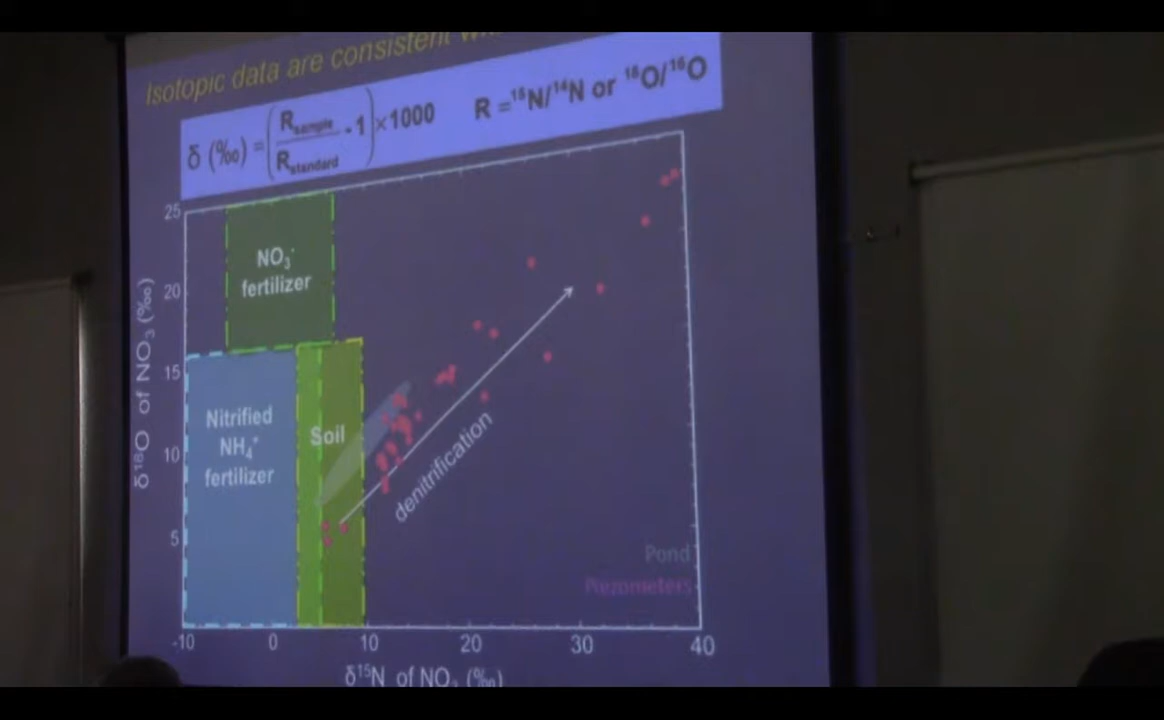 Isotopic data are consistent
δ (‰) = (R_sample / R_standard - 1) × 1000 R = ¹⁵N/¹⁴N or ¹⁸O/¹⁶O
25
20
15
10
5
δ¹⁸O of NO₃ (‰)
NO₃⁻
fertilizer
Nitrified
NH₄⁺
fertilizer
Soil
denitrification
Pond
Piezometers
-10 0 10 20 30 40
δ¹⁵N of NO₃ (‰)